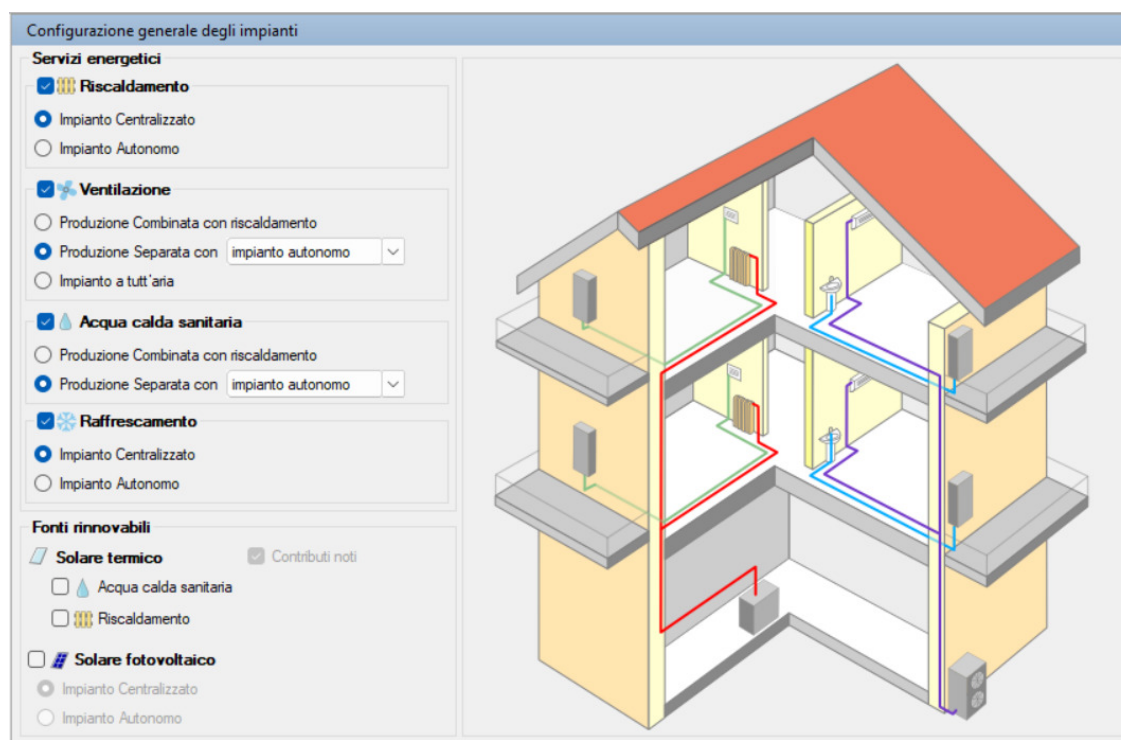 Configurazione generale degli impianti
Servizi energetici
Riscaldamento
Impianto Centralizzato
Impianto Autonomo
Ventilazione
Produzione Combinata con riscaldamento
Produzione Separata con impianto autonomo
Impianto a tutt'aria
Acqua calda sanitaria
Produzione Combinata con riscaldamento
Produzione Separata con impianto autonomo
Raffrescamento
Impianto Centralizzato
Impianto Autonomo
Fonti rinnovabili
Solare termico Contributi noti
Acqua calda sanitaria
Riscaldamento
Solare fotovoltaico
Impianto Centralizzato
Impianto Autonomo